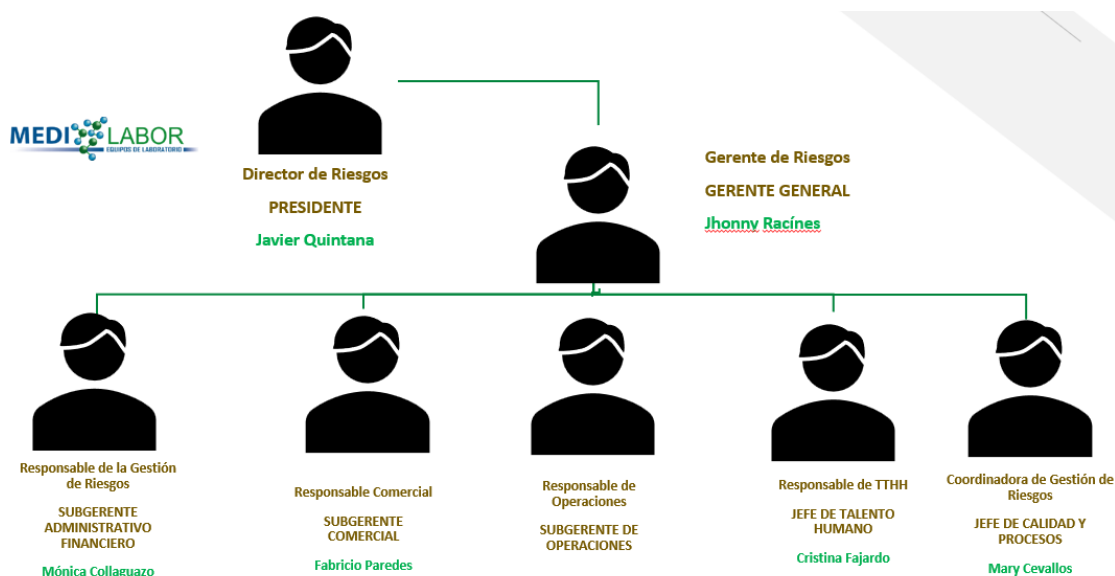 MEDI LABOR
EQUIPOS DE LABORATORIO
Director de Riesgos
PRESIDENTE
Javier Quintana
Gerente de Riesgos
GERENTE GENERAL
Jhonny Racínes
Responsable de la Gestión
de Riesgos
SUBGERENTE
ADMINISTRATIVO
FINANCIERO
Mónica Collaguazo
Responsable Comercial
SUBGERENTE
COMERCIAL
Fabricio Paredes
Responsable de
Operaciones
SUBGERENTE DE
OPERACIONES
Responsable de TTHH
JEFE DE TALENTO
HUMANO
Cristina Fajardo
Coordinadora de Gestión de
Riesgos
JEFE DE CALIDAD Y
PROCESOS
Mary Cevallos